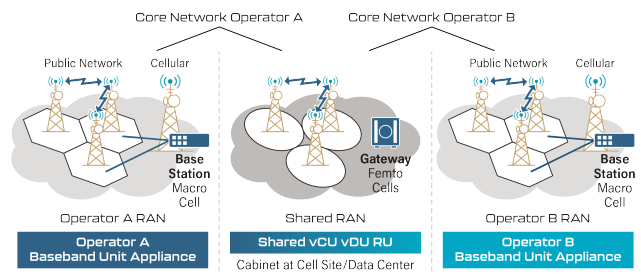 Core Network Operator A
Core Network Operator B
Public Network
Cellular
Base
Station
Macro
Cell
Operator A RAN
Operator A
Baseband Unit Appliance
Gateway
Femto
Cells
Shared RAN
Shared vCU vDU RU
Cabinet at Cell Site/Data Center
Public Network
Cellular
Base
Station
Macro
Cell
Operator B RAN
Operator B
Baseband Unit Appliance